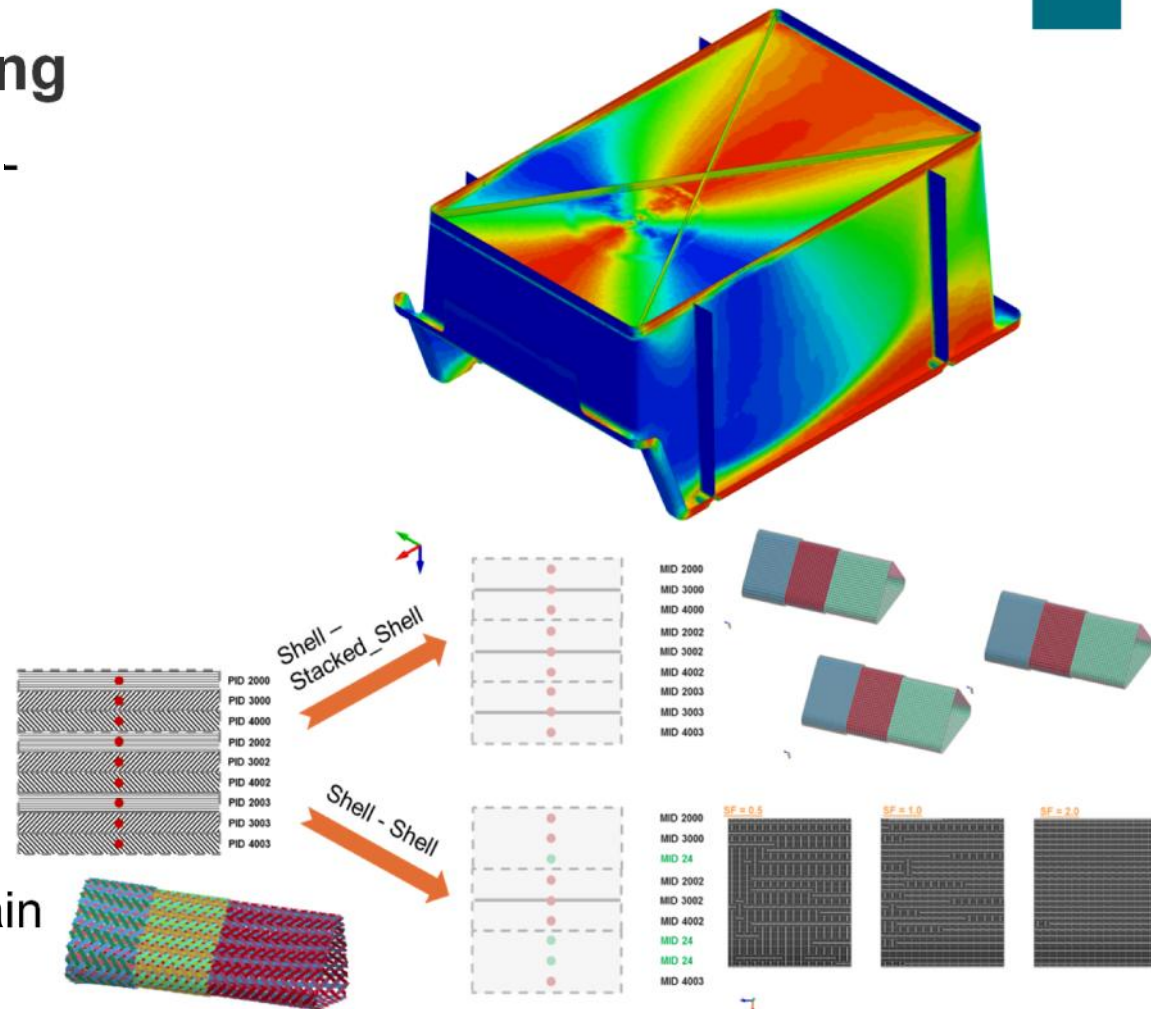 ng
-
Shell –
Stacked_Shell
MID 2000
MID 3000
MID 4000
MID 2002
MID 3002
MID 4002
MID 2003
MID 3003
MID 4003
PID 2000
PID 3000
PID 4000
PID 2002
PID 3002
PID 4002
PID 2003
PID 3003
PID 4003
Shell - Shell
MID 2000
MID 3000
MID 24
MID 2002
MID 3002
MID 4002
MID 24
MID 24
MID 4003
SF = 0.5
SF = 1.0
SF = 2.0
ain